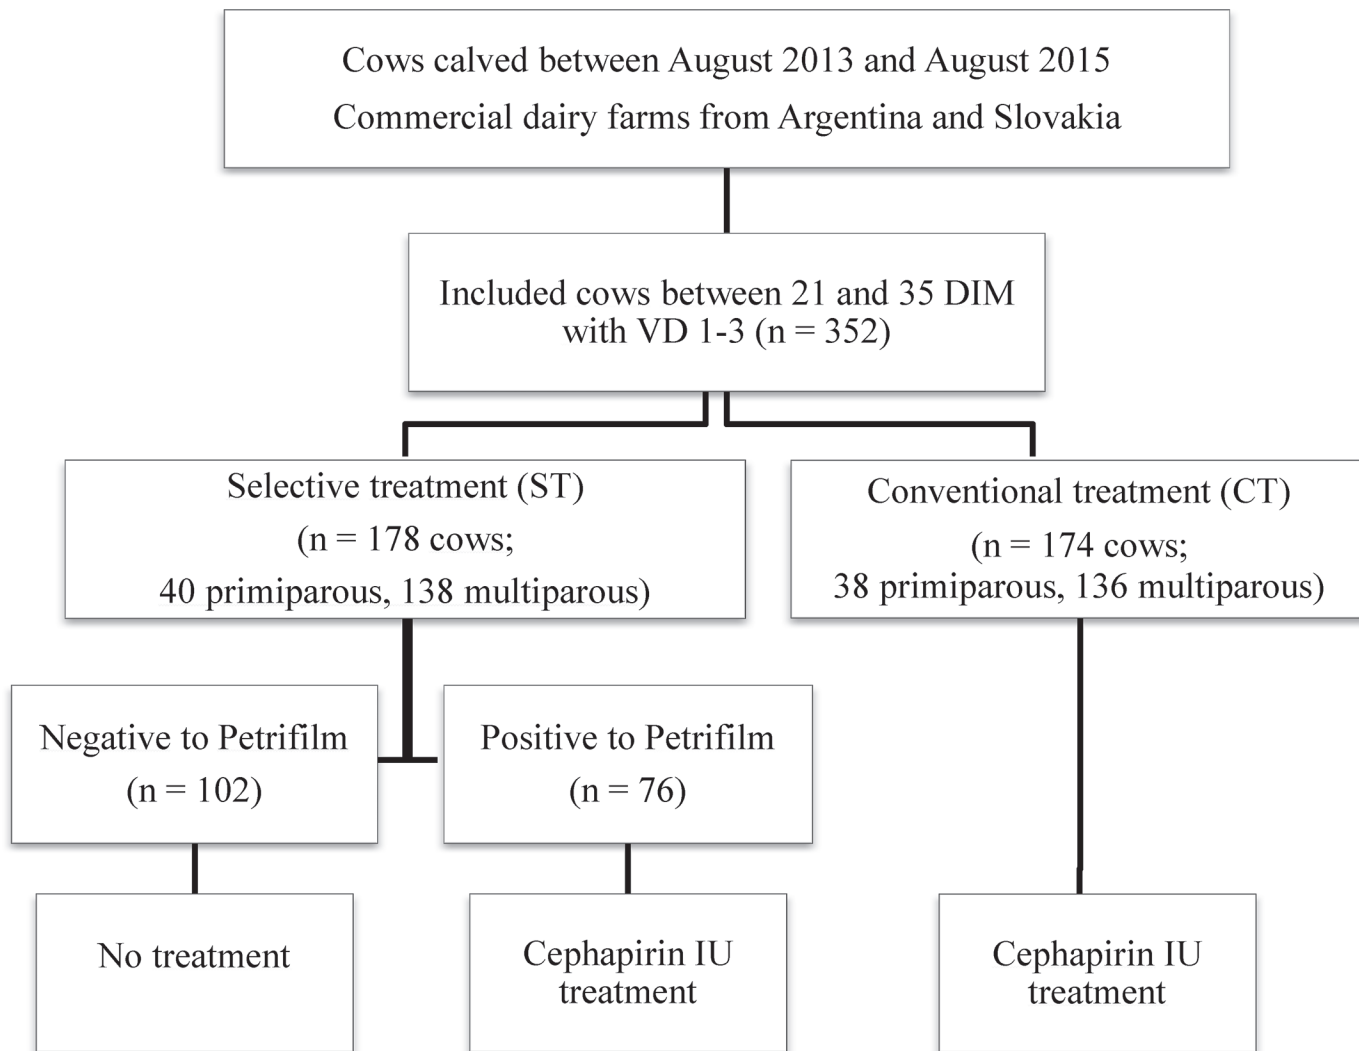 Cows calved between August 2013 and August 2015
Commercial dairy farms from Argentina and Slovakia
Included cows between 21 and 35 DIM
with VD 1-3 (n = 352)
Selective treatment (ST)
(n = 178 cows;
40 primiparous, 138 multiparous)
Conventional treatment (CT)
(n = 174 cows;
38 primiparous, 136 multiparous)
Negative to Petrifilm
(n = 102)
Positive to Petrifilm
(n = 76)
No treatment
Cephapirin IU
treatment
Cephapirin IU
treatment